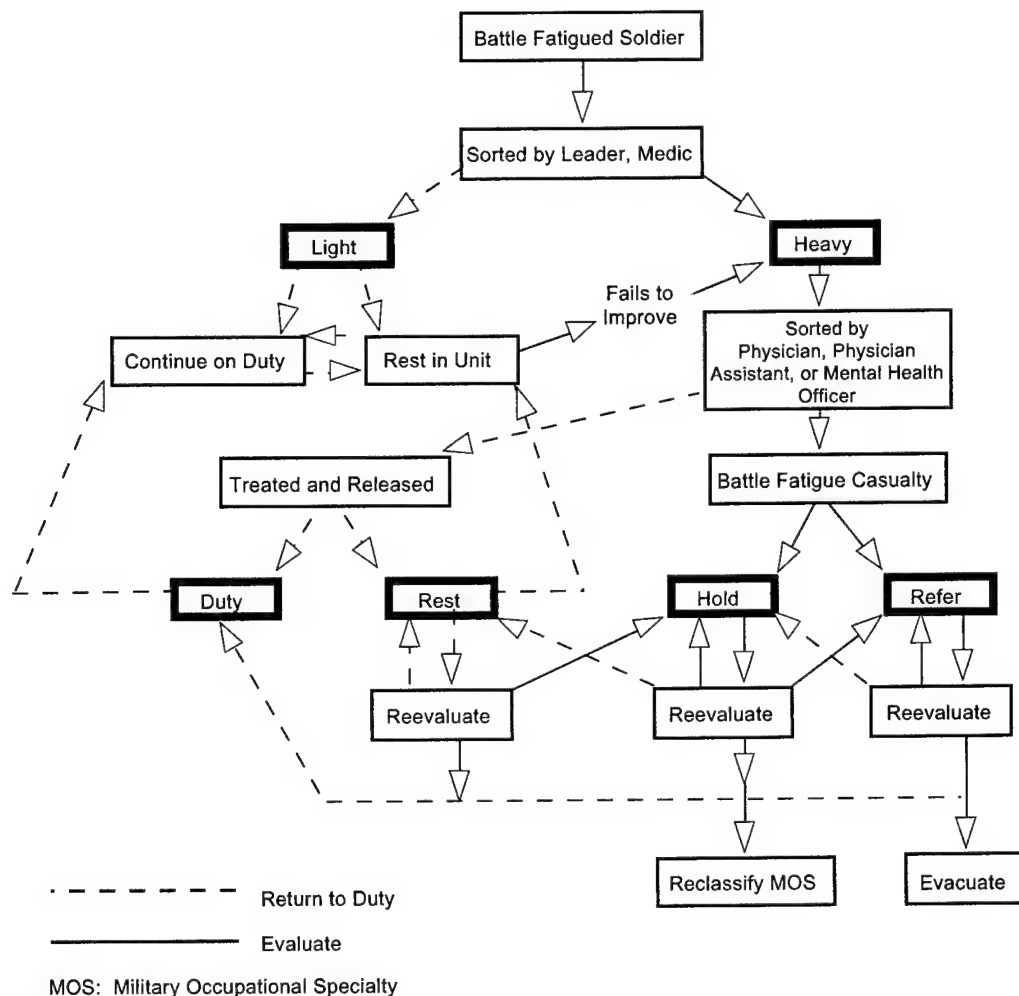 Battle Fatigued Soldier
Sorted by Leader, Medic
Light
Heavy
Fails to
Improve
Continue on Duty
Rest in Unit
Sorted by
Physician, Physician
Assistant, or Mental Health
Officer
Treated and Released
Battle Fatigue Casualty
Duty
Rest
Hold
Refer
Reevaluate
Reevaluate
Reevaluate
Reclassify MOS
Evacuate
Return to Duty
Evaluate
MOS: Military Occupational Specialty